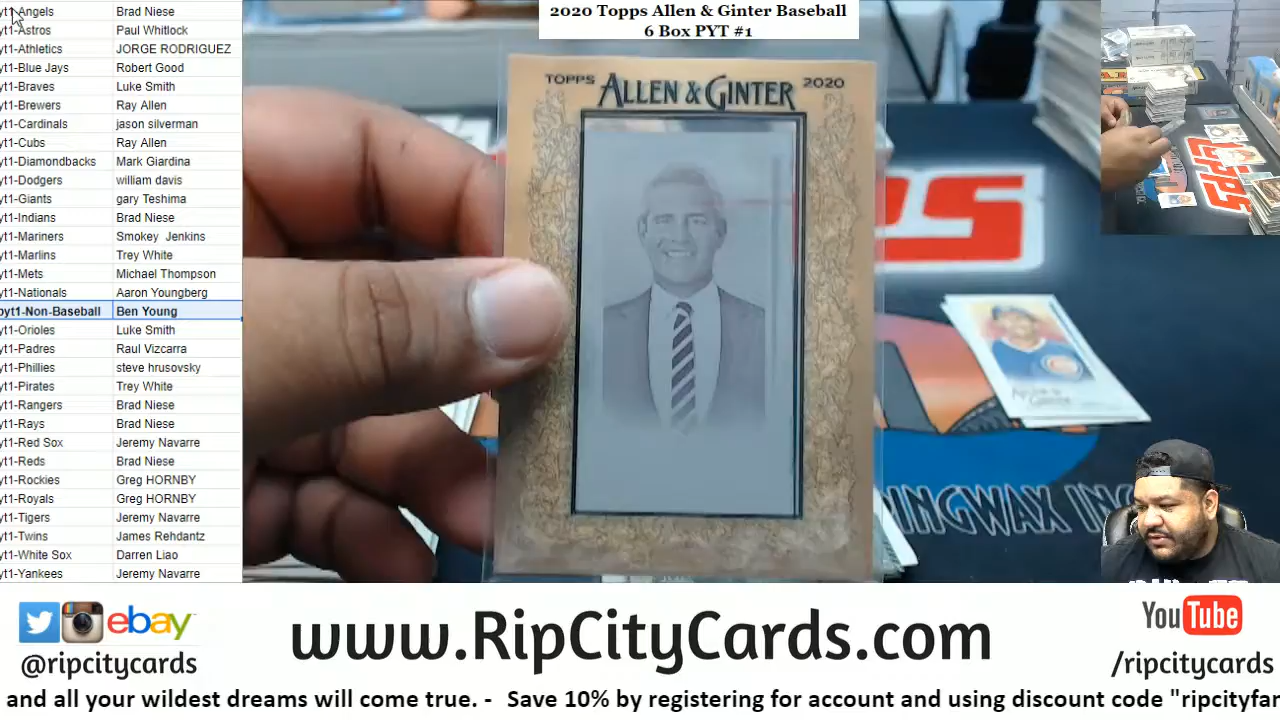 yt1-Angels Brad Niese
yt1-Astros Paul Whitlock
yt1-Athletics JORGE RODRIGUEZ
yt1-Blue Jays Robert Good
yt1-Braves Luke Smith
yt1-Brewers Ray Allen
yt1-Cardinals jason silverman
yt1-Cubs Ray Allen
yt1-Diamondbacks Mark Giardina
yt1-Dodgers william davis
yt1-Giants gary Teshima
yt1-Indians Brad Niese
yt1-Mariners Smokey Jenkins
yt1-Marlins Trey White
yt1-Mets Michael Thompson
yt1-Nationals Aaron Youngberg
pyt1-Non-Baseball Ben Young
yt1-Orioles Luke Smith
yt1-Padres Raul Vizcarra
yt1-Phillies steve hrusovsky
yt1-Pirates Trey White
yt1-Rangers Brad Niese
yt1-Rays Brad Niese
yt1-Red Sox Jeremy Navarre
yt1-Reds Brad Niese
yt1-Rockies Greg HORNBY
yt1-Royals Greg HORNBY
yt1-Tigers Jeremy Navarre
yt1-Twins James Rehdantz
yt1-White Sox Darren Liao
yt1-Yankees Jeremy Navarre
2020 Topps Allen & Ginter Baseball
6 Box PYT #1
TOPPS ALLEN & GINTER 2020
PS
INGWAX INC
TOPPS
ebay
@ripcitycards
www.RipCityCards.com
YouTube
/ripcitycards
and all your wildest dreams will come true. - Save 10% by registering for account and using discount code "ripcityfan